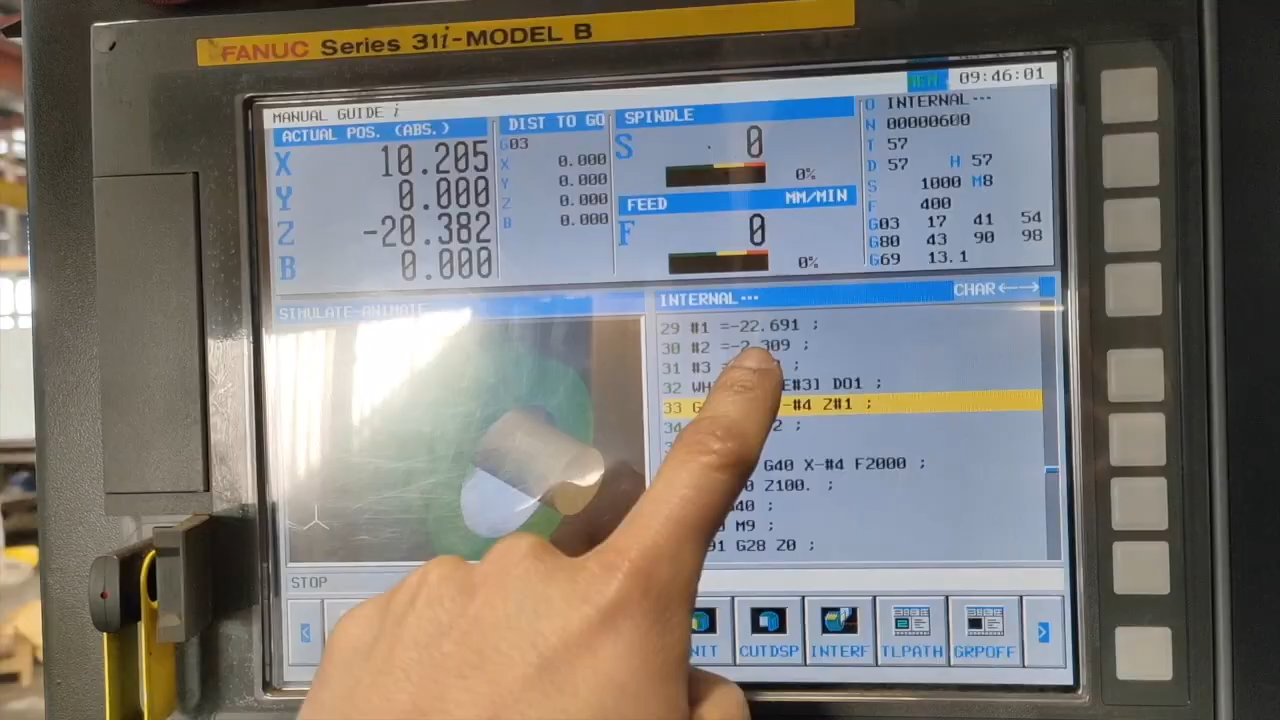 FANUC Series 31i-MODEL B
09:46:01
MANUAL GUIDE i
ACTUAL POS. (ABS.)
X 10.205
Y 0.000
Z -20.382
B 0.000
DIST TO GO
G03
X 0.000
Y 0.000
Z 0.000
B 0.000
SPINDLE
S 0
0%
FEED MM/MIN
F 0
0%
O INTERNAL···
N 00000600
T 57
D 57 H 57
S 1000 M8
F 400
G03 17 41 54
G80 43 90 98
G69 13.1
SIMULATE-ANIMATE
INTERNAL··· CHAR←→
29 #1 =-22.691 ;
30 #2 =-2.309 ;
31 #3 = ;
32 WH E#3] DO1 ;
33 G -#4 Z#1 ;
34 2 ;
G40 X-#4 F2000 ;
0 Z100. ;
40 ;
M9 ;
91 G28 Z0 ;
STOP
NIT
CUTDSP
INTERF
TLPATH
GRPOFF